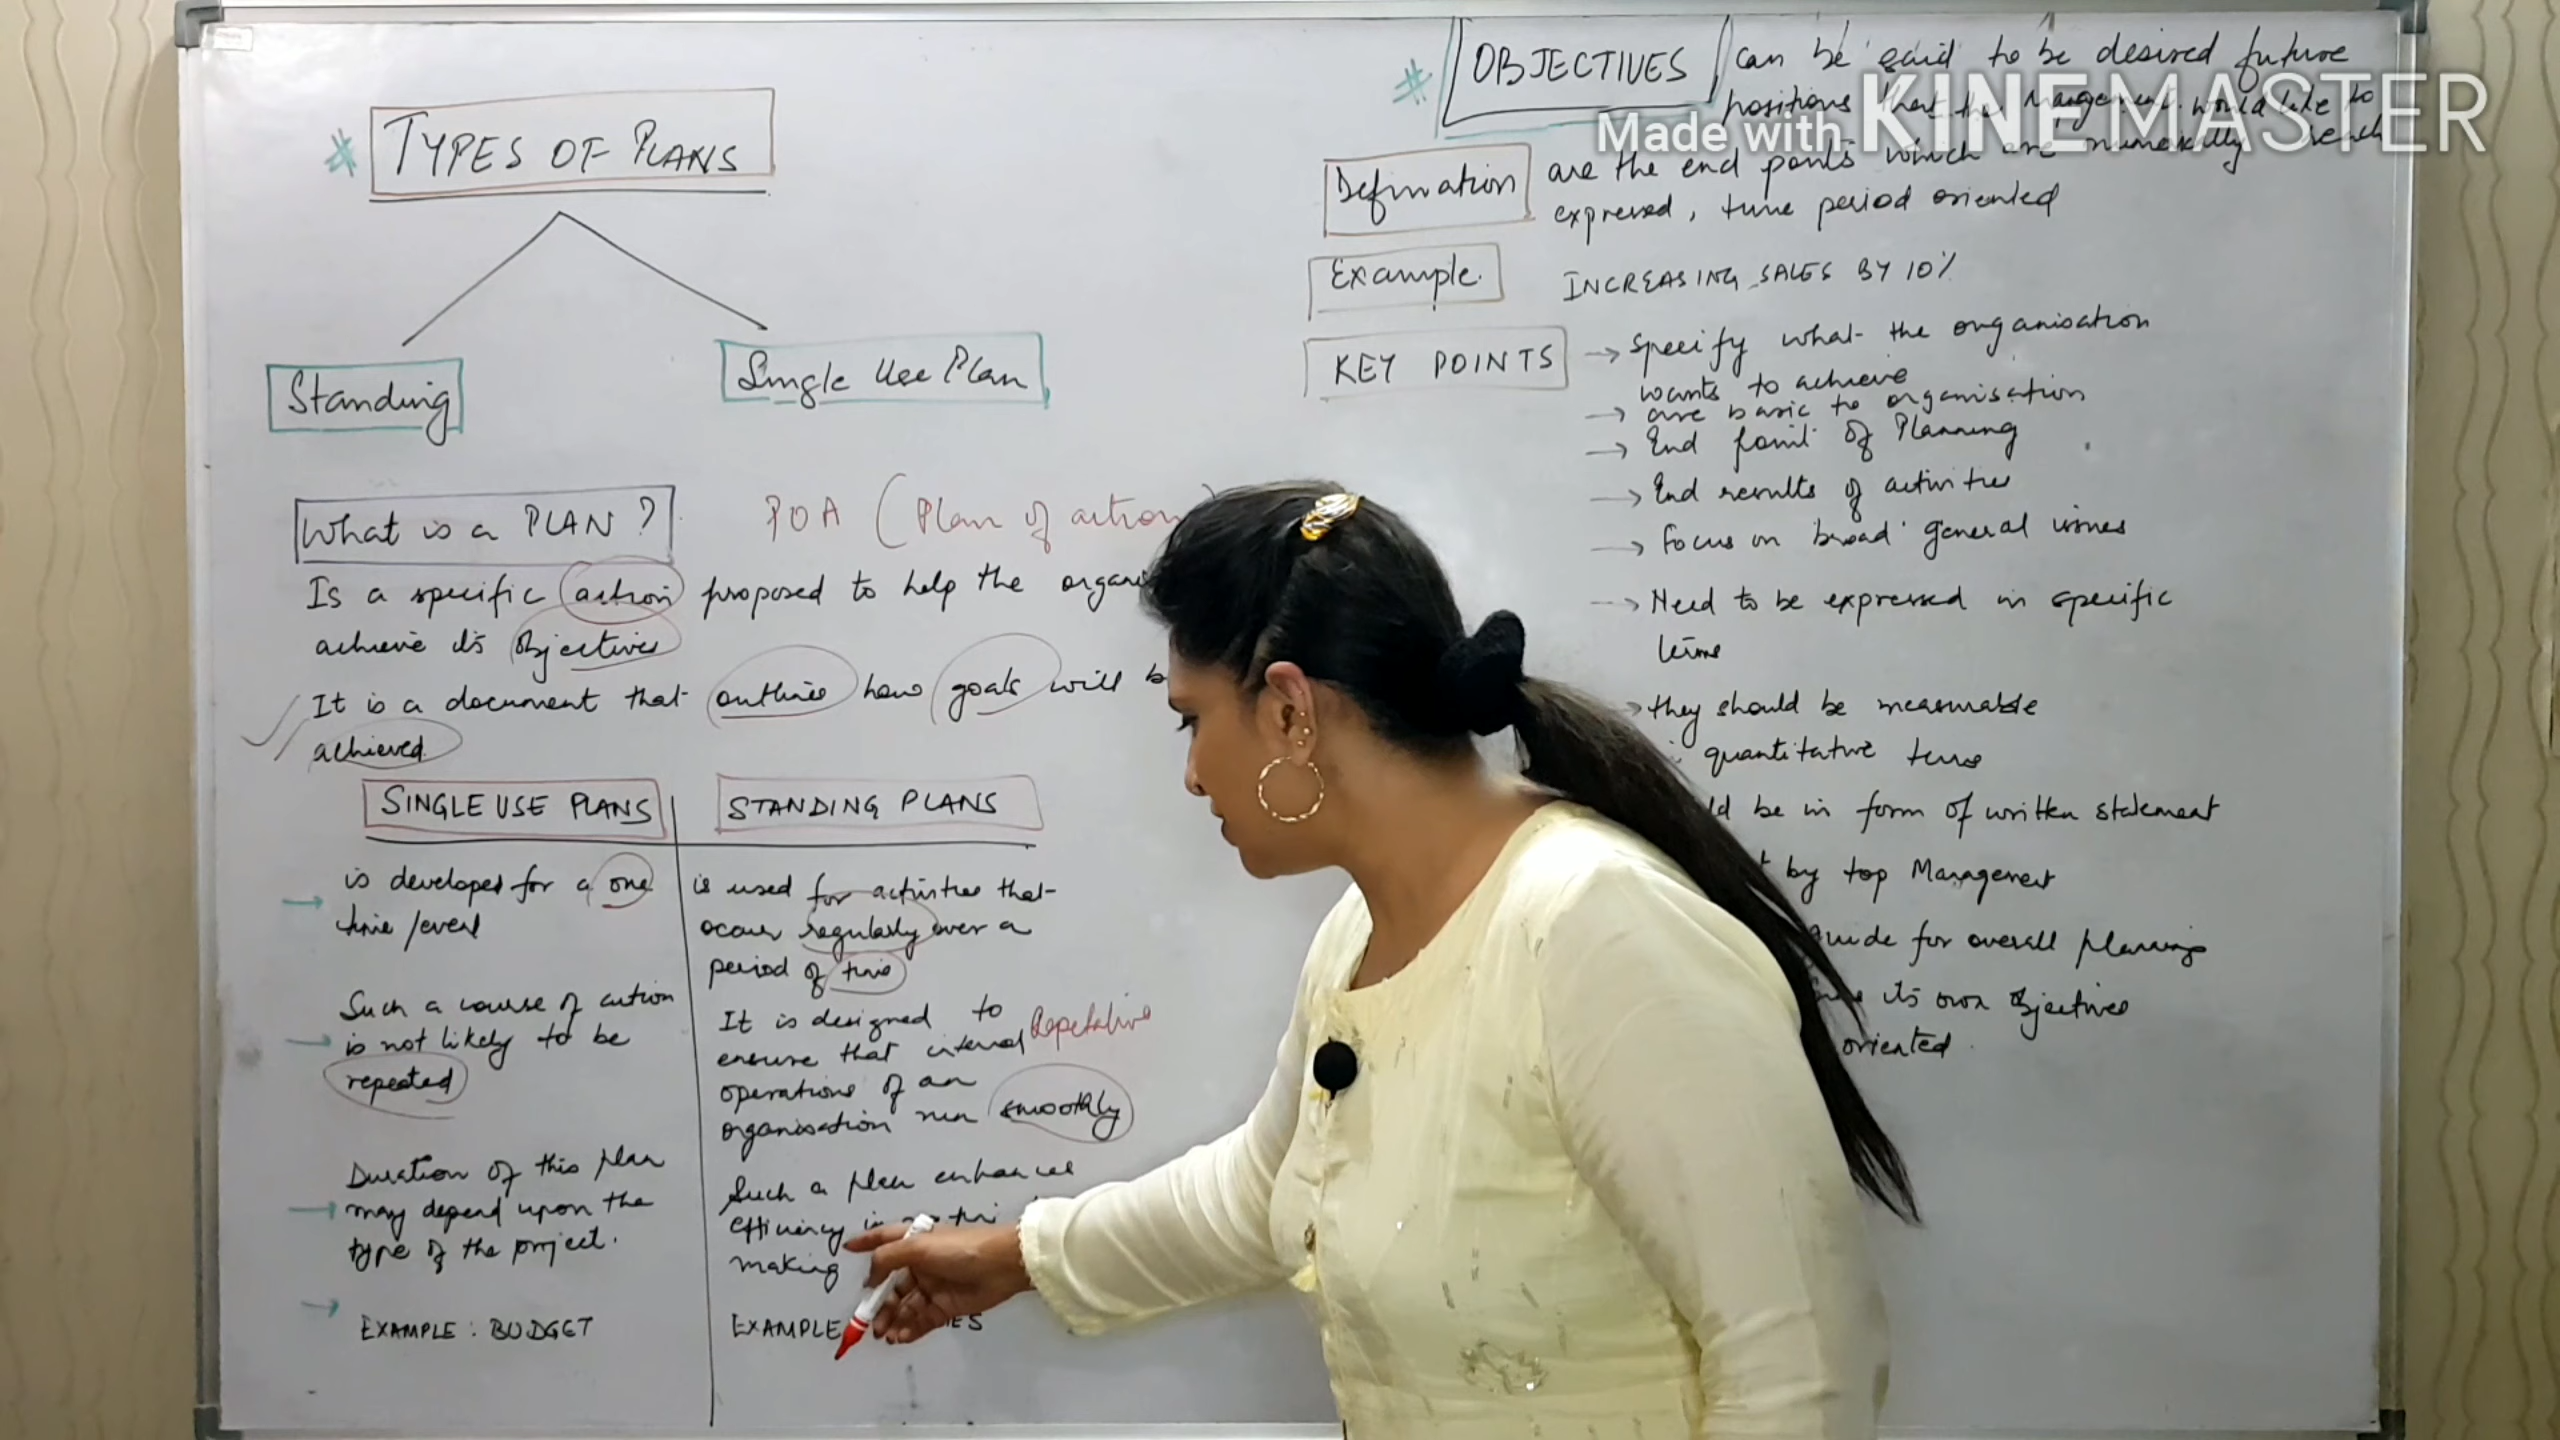 * TYPES OF PLANS
Standing
Single Use Plan
What is a PLAN?
POA (Plan of action)
Is a specific action proposed to help the
achieve it's objectives
It is a document that outlines how goals will
achieved
SINGLE USE PLANS
is developed for a one
time /event
Such a course of action
is not likely to be
repeated
Duration of this plan
may depend upon the
type of the project.
EXAMPLE : BUDGET
STANDING PLANS
is used for activities that
occur regularly over a
period of time
It is designed to
ensure that internal
Repetative
operations of an
organisation run smoothly
Such a plan enhances
efficiency in
making
EXAMPLE
* OBJECTIVES can be said to be desired future
positions that the Management would like to
reach
Made with KINEMASTER
Defination
are the end points which are numerically
expressed, time period oriented
Example.
INCREASING SALES BY 10%
KEY POINTS
→ Specify what the organisation
wants to achieve
→ are basic to organisation
→ End point of Planning
→ End results of activities
→ Focus on broad general issues
→ Need to be expressed in specific
terms
→ they should be measurable
quantitative terms
be in form of written statement
by top Management
guide for overall planning
its own objectives
oriented